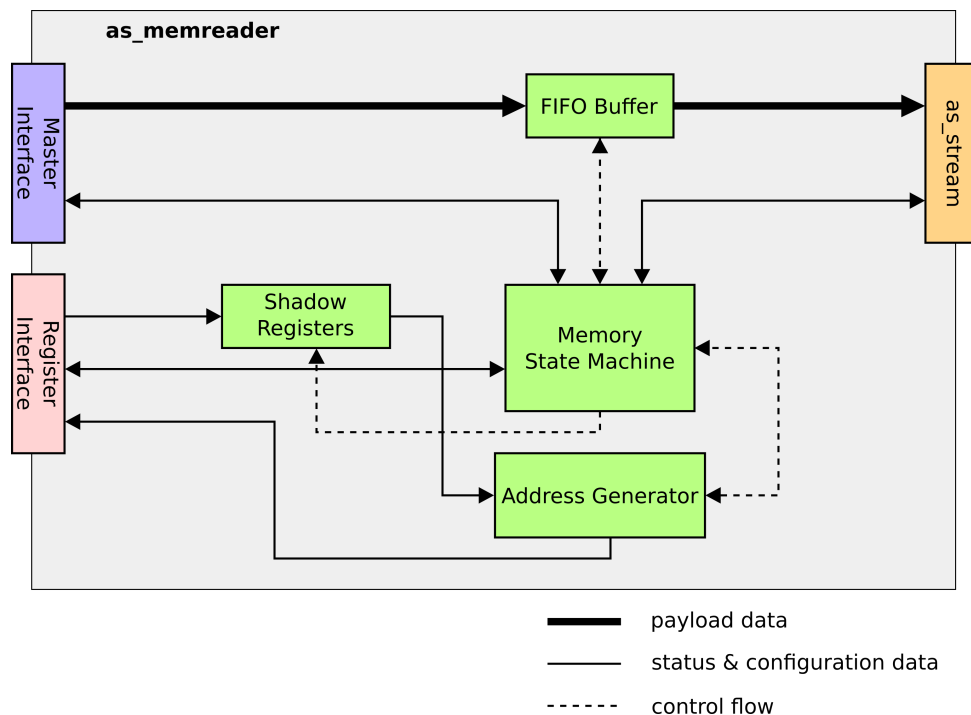 as_memreader
Master
Interface
FIFO Buffer
as_stream
Register
Interface
Shadow
Registers
Memory
State Machine
Address Generator
payload data
status & configuration data
control flow